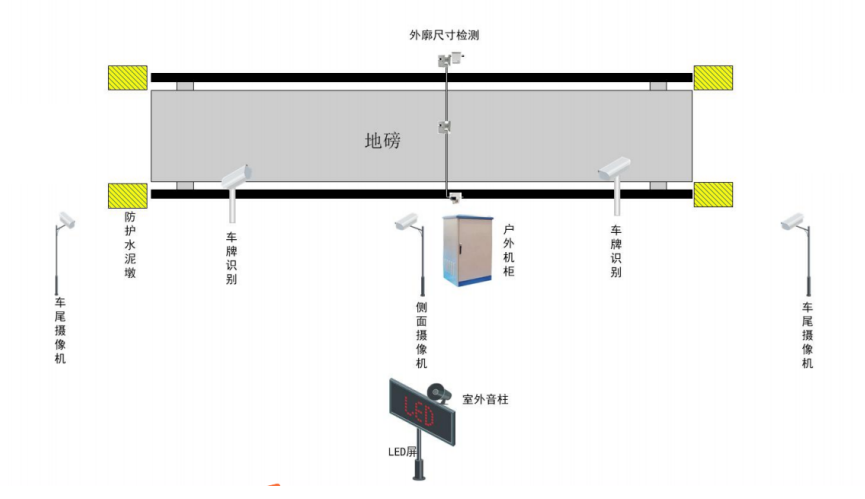 外廓尺寸检测
地磅
防护水泥墩
车牌识别
户外机柜
车牌识别
车尾摄像机
侧面摄像机
车尾摄像机
室外音柱
LED
LED屏